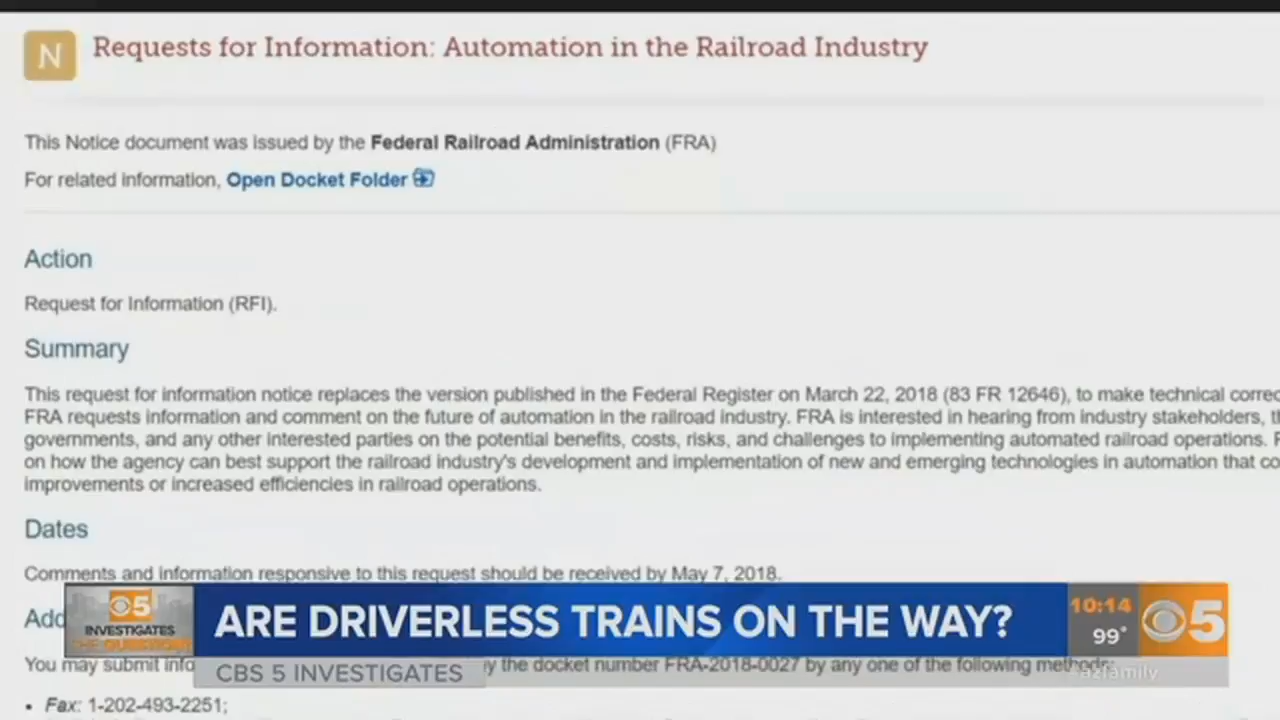 N
Requests for Information: Automation in the Railroad Industry
This Notice document was issued by the Federal Railroad Administration (FRA)
For related information, Open Docket Folder
Action
Request for Information (RFI).
Summary
This request for information notice replaces the version published in the Federal Register on March 22, 2018 (83 FR 12646), to make technical correc
FRA requests information and comment on the future of automation in the railroad industry. FRA is interested in hearing from industry stakeholders, t
governments, and any other interested parties on the potential benefits, costs, risks, and challenges to implementing automated railroad operations. F
on how the agency can best support the railroad industry's development and implementation of new and emerging technologies in automation that co
improvements or increased efficiencies in railroad operations.
Dates
Comments and information responsive to this request should be received by May 7, 2018.
Add
5
INVESTIGATES
THE QUESTION
ARE DRIVERLESS TRAINS ON THE WAY?
10:14
99°
5
You may submit info
y the docket number FRA-2018-0027 by any one of the following methods:
CBS 5 INVESTIGATES
#azfamily
• Fax: 1-202-493-2251;